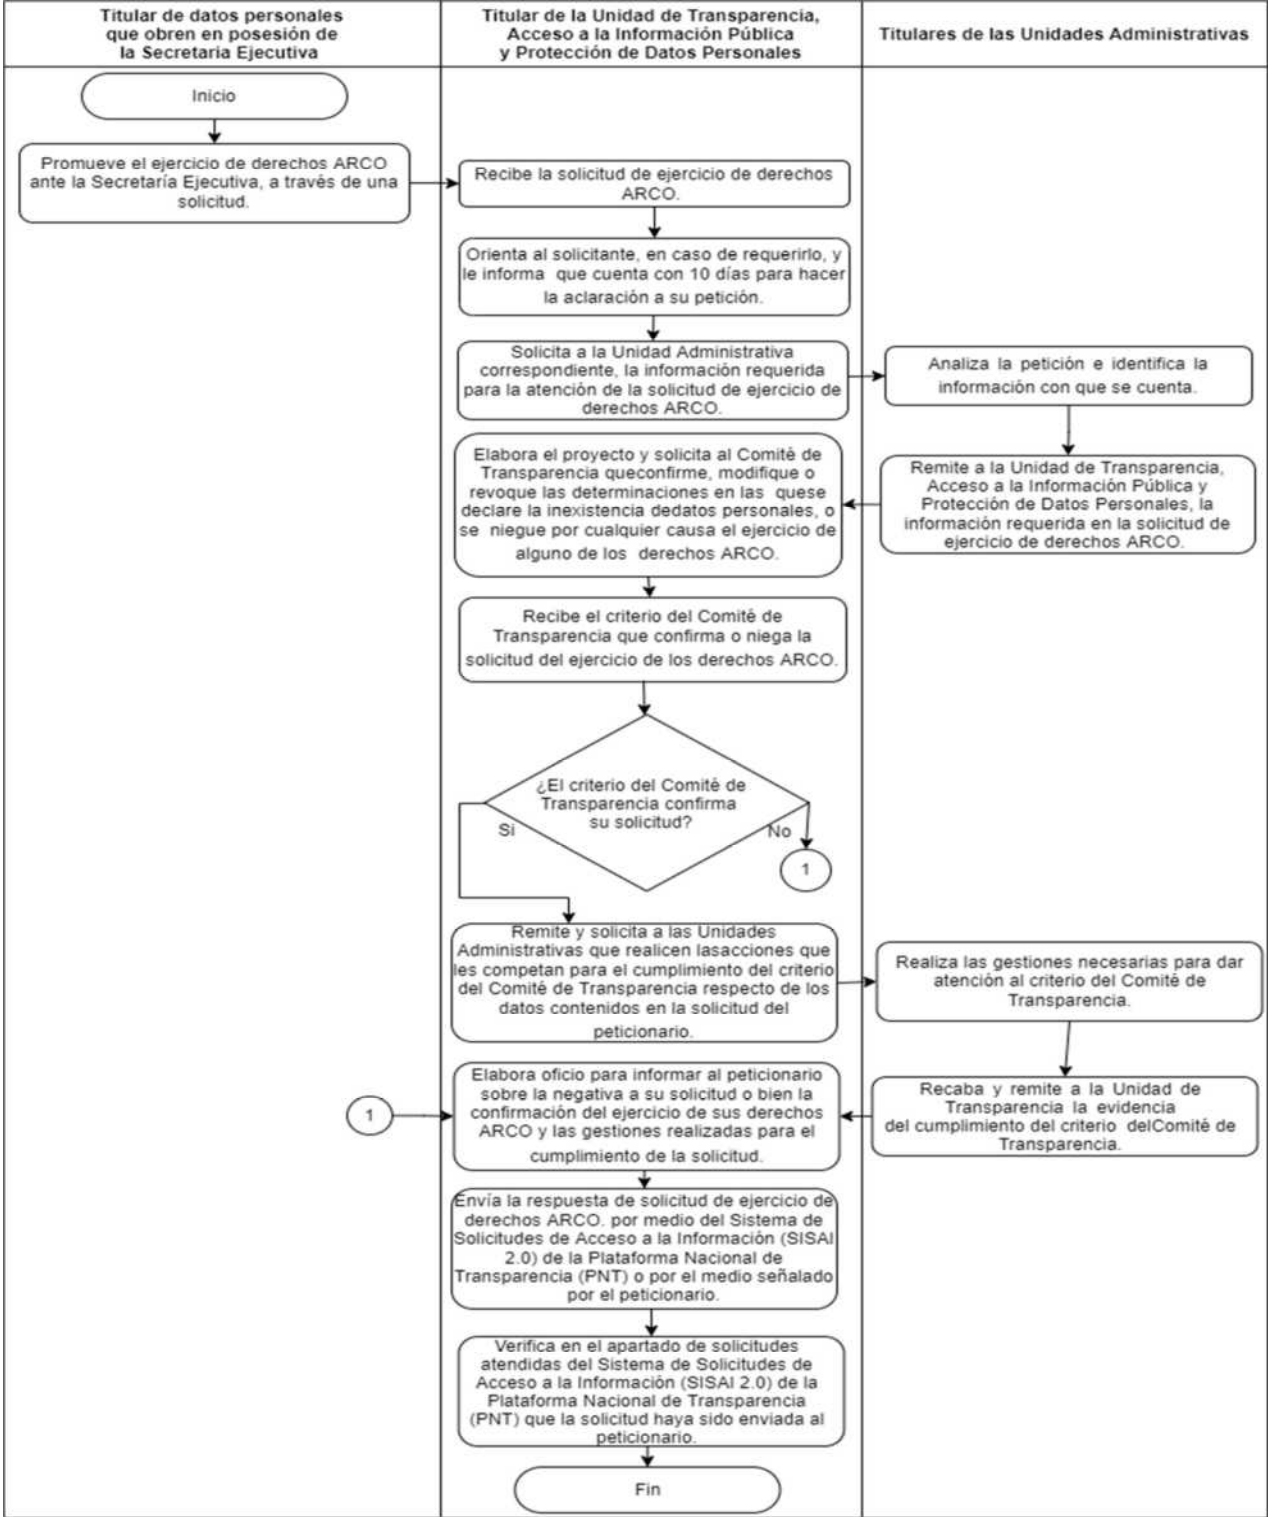 Titular de datos personales
que obren en posesión de
la Secretaria Ejecutiva
Titular de la Unidad de Transparencia,
Acceso a la Información Pública
y Protección de Datos Personales
Titulares de las Unidades Administrativas
Inicio
Promueve el ejercicio de derechos ARCO
ante la Secretaría Ejecutiva, a través de una
solicitud.
Recibe la solicitud de ejercicio de derechos
ARCO.
Orienta al solicitante, en caso de requerirlo, y
le informa que cuenta con 10 días para hacer
la aclaración a su petición.
Solicita a la Unidad Administrativa
correspondiente, la información requerida
para la atención de la solicitud de ejercicio de
derechos ARCO.
Analiza la petición e identifica la
información con que se cuenta.
Remite a la Unidad de Transparencia,
Acceso a la Información Pública y
Protección de Datos Personales, la
información requerida en la solicitud de
ejercicio de derechos ARCO.
Elabora el proyecto y solicita al Comité de
Transparencia queconfirme, modifique o
revoque las determinaciones en las quese
declare la inexistencia dedatos personales, o
se niegue por cualquier causa el ejercicio de
alguno de los derechos ARCO.
Recibe el criterio del Comité de
Transparencia que confirma o niega la
solicitud del ejercicio de los derechos ARCO.
¿El criterio del Comité de
Transparencia confirma
su solicitud?
Si
No
1
Remite y solicita a las Unidades
Administrativas que realicen lasacciones que
les competan para el cumplimiento del criterio
del Comité de Transparencia respecto de los
datos contenidos en la solicitud del
peticionario.
Realiza las gestiones necesarias para dar
atención al criterio del Comité de
Transparencia.
Recaba y remite a la Unidad de
Transparencia la evidencia
del cumplimiento del criterio delComité de
Transparencia.
1
Elabora oficio para informar al peticionario
sobre la negativa a su solicitud o bien la
confirmación del ejercicio de sus derechos
ARCO y las gestiones realizadas para el
cumplimiento de la solicitud.
Envía la respuesta de solicitud de ejercicio de
derechos ARCO. por medio del Sistema de
Solicitudes de Acceso a la Información (SISAI
2.0) de la Plataforma Nacional de
Transparencia (PNT) o por el medio señalado
por el peticionario.
Verifica en el apartado de solicitudes
atendidas del Sistema de Solicitudes de
Acceso a la Información (SISAI 2.0) de la
Plataforma Nacional de Transparencia
(PNT) que la solicitud haya sido enviada al
peticionario.
Fin